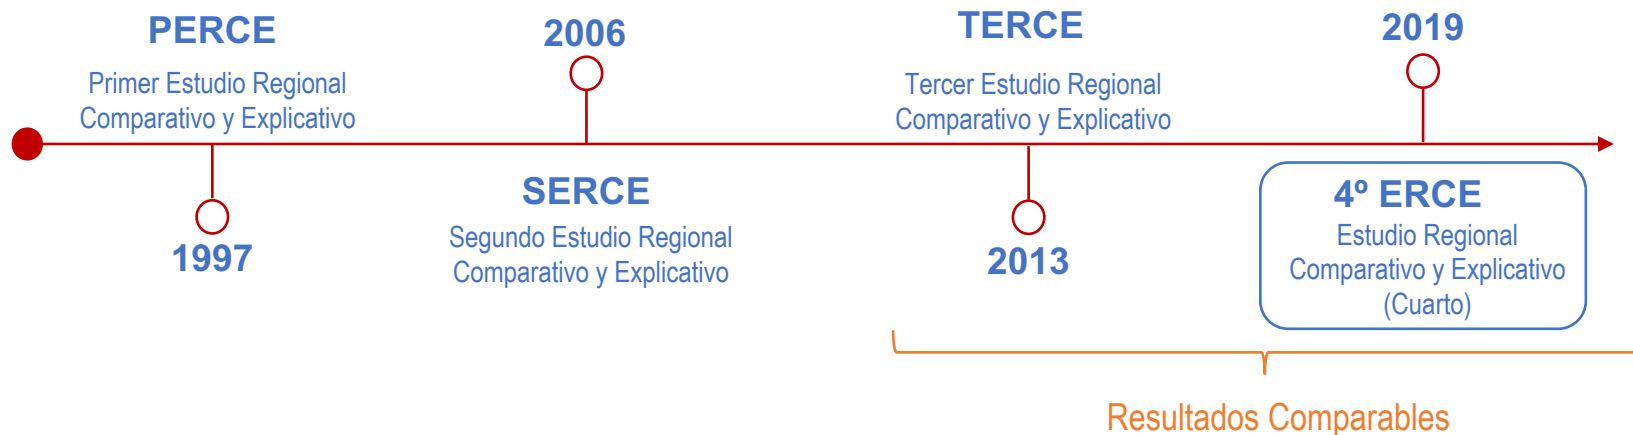 PERCE
Primer Estudio Regional
Comparativo y Explicativo
1997
2006
SERCE
Segundo Estudio Regional
Comparativo y Explicativo
TERCE
Tercer Estudio Regional
Comparativo y Explicativo
2013
2019
4º ERCE
Estudio Regional
Comparativo y Explicativo
(Cuarto)
Resultados Comparables